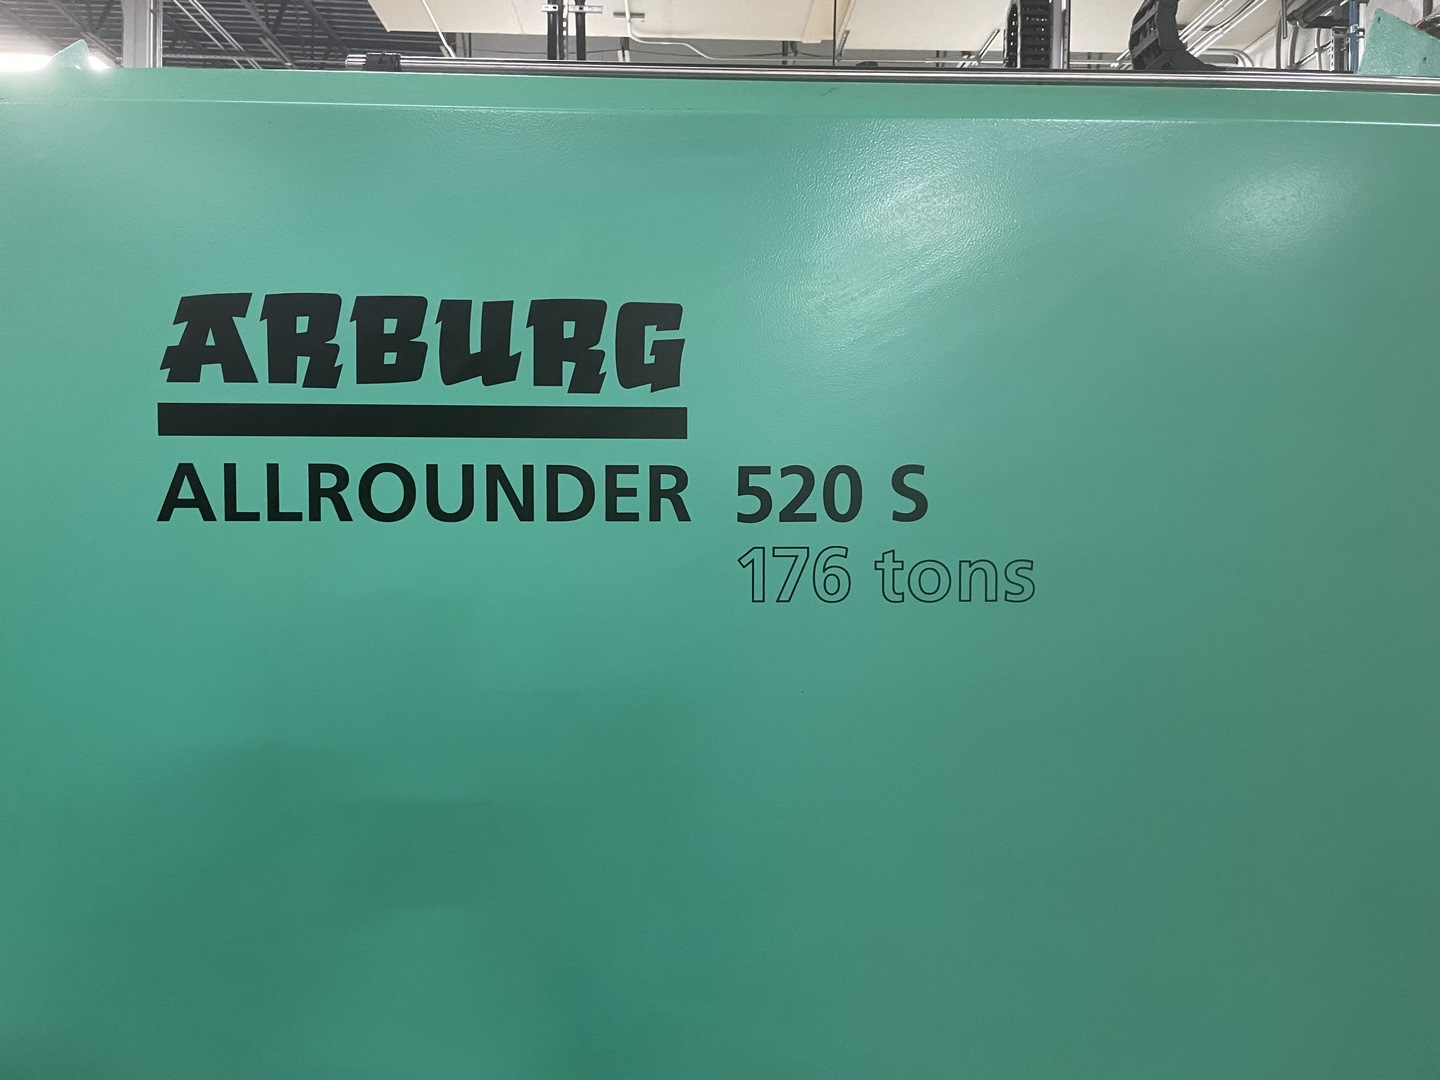 ARBURG
ALLROUNDER 520 S
176 tons